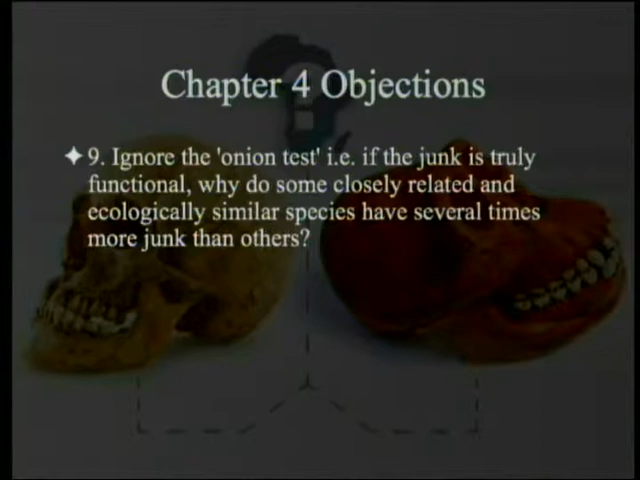 Chapter 4 Objections
✦9. Ignore the 'onion test' i.e. if the junk is truly
functional, why do some closely related and
ecologically similar species have several times
more junk than others?